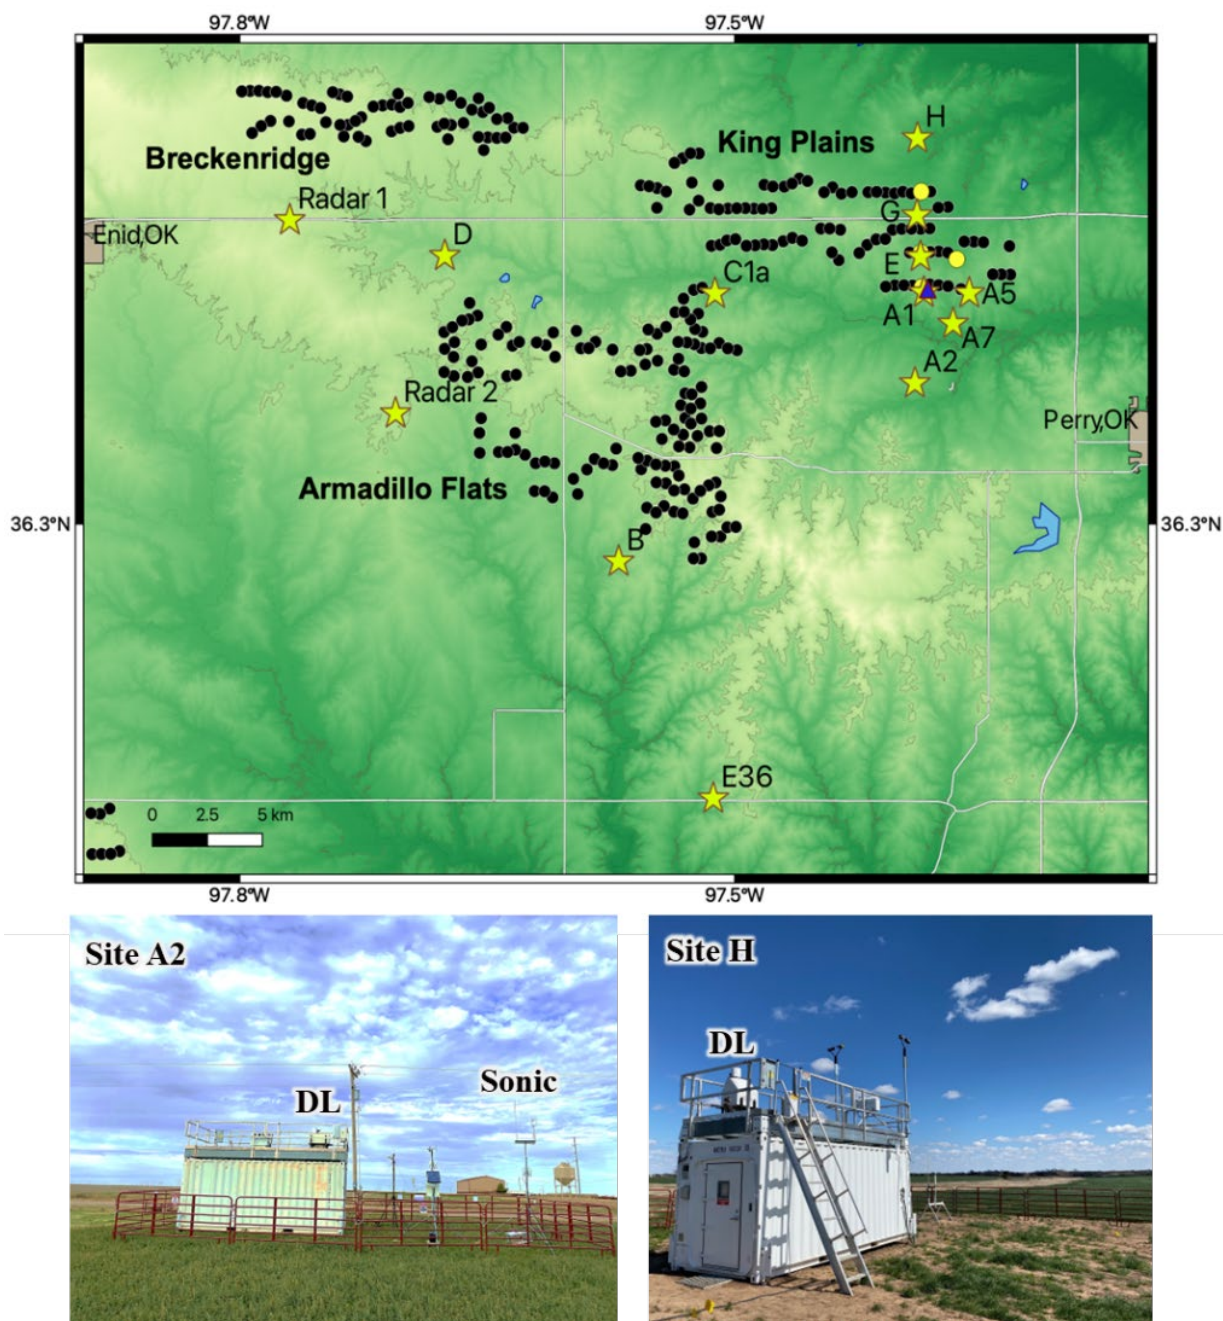 97.8°W 97.5°W
H
King Plains
Breckenridge
Radar 1
G
Enid,OK
D
E
C1a
A5
A1
A7
A2
Radar 2
Perry,OK
Armadillo Flats
36.3°N 36.3°N
B
E36
0 2.5 5 km
97.8°W 97.5°W
Site A2
DL
Sonic
Site H
DL